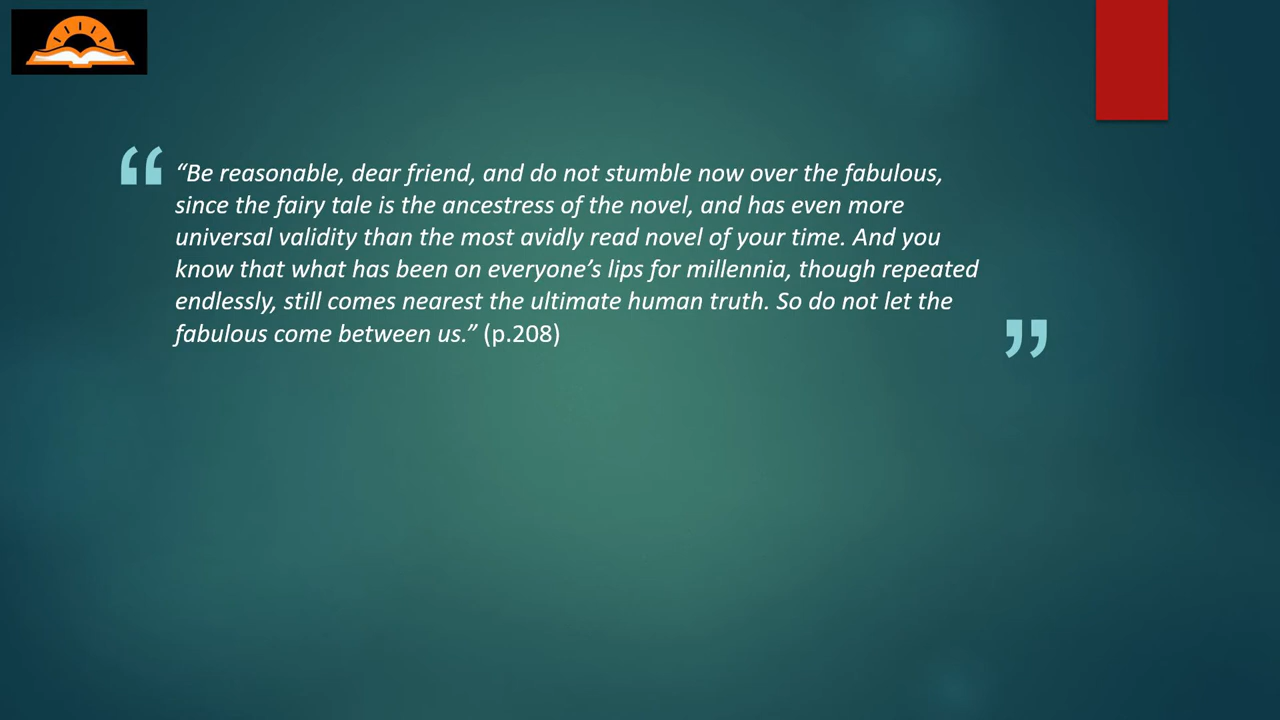 “Be reasonable, dear friend, and do not stumble now over the fabulous,
since the fairy tale is the ancestress of the novel, and has even more
universal validity than the most avidly read novel of your time. And you
know that what has been on everyone’s lips for millennia, though repeated
endlessly, still comes nearest the ultimate human truth. So do not let the
fabulous come between us.” (p.208)